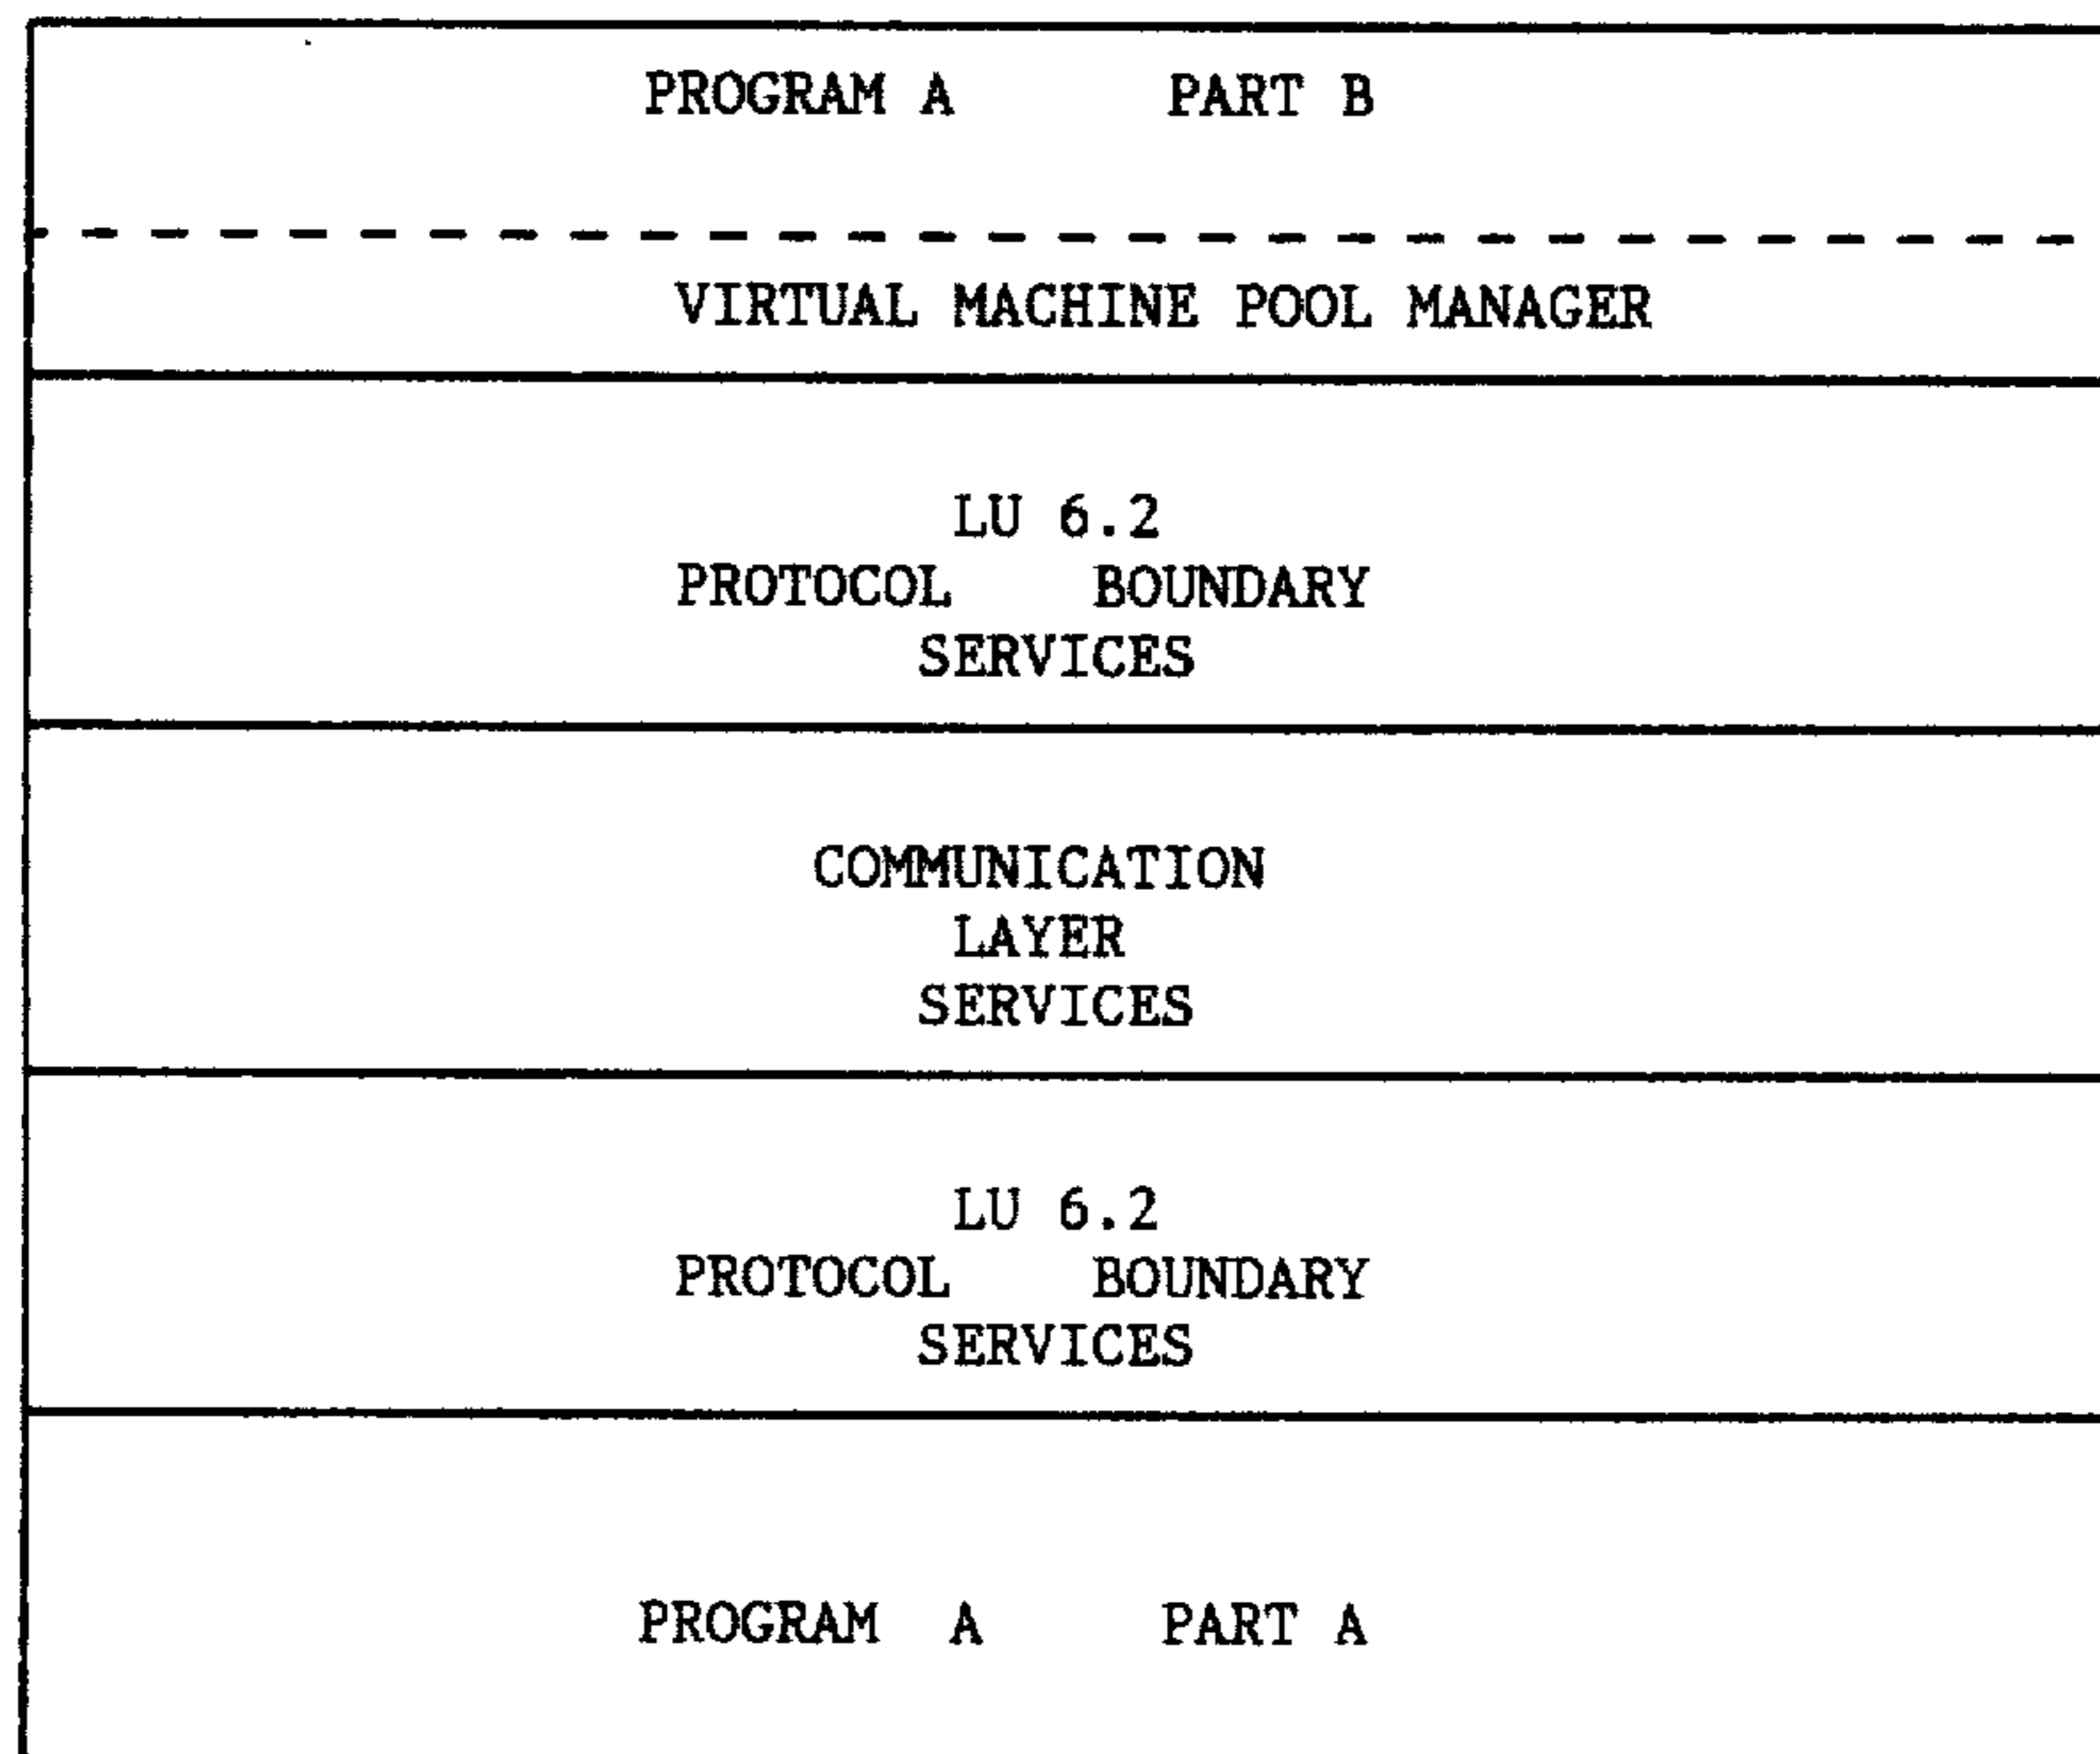 PROGRAM A PART B
VIRTUAL MACHINE POOL MANAGER
LU 6.2
PROTOCOL BOUNDARY
SERVICES
COMMUNICATION
LAYER
SERVICES
LU 6.2
PROTOCOL BOUNDARY
SERVICES
PROGRAM A PART A